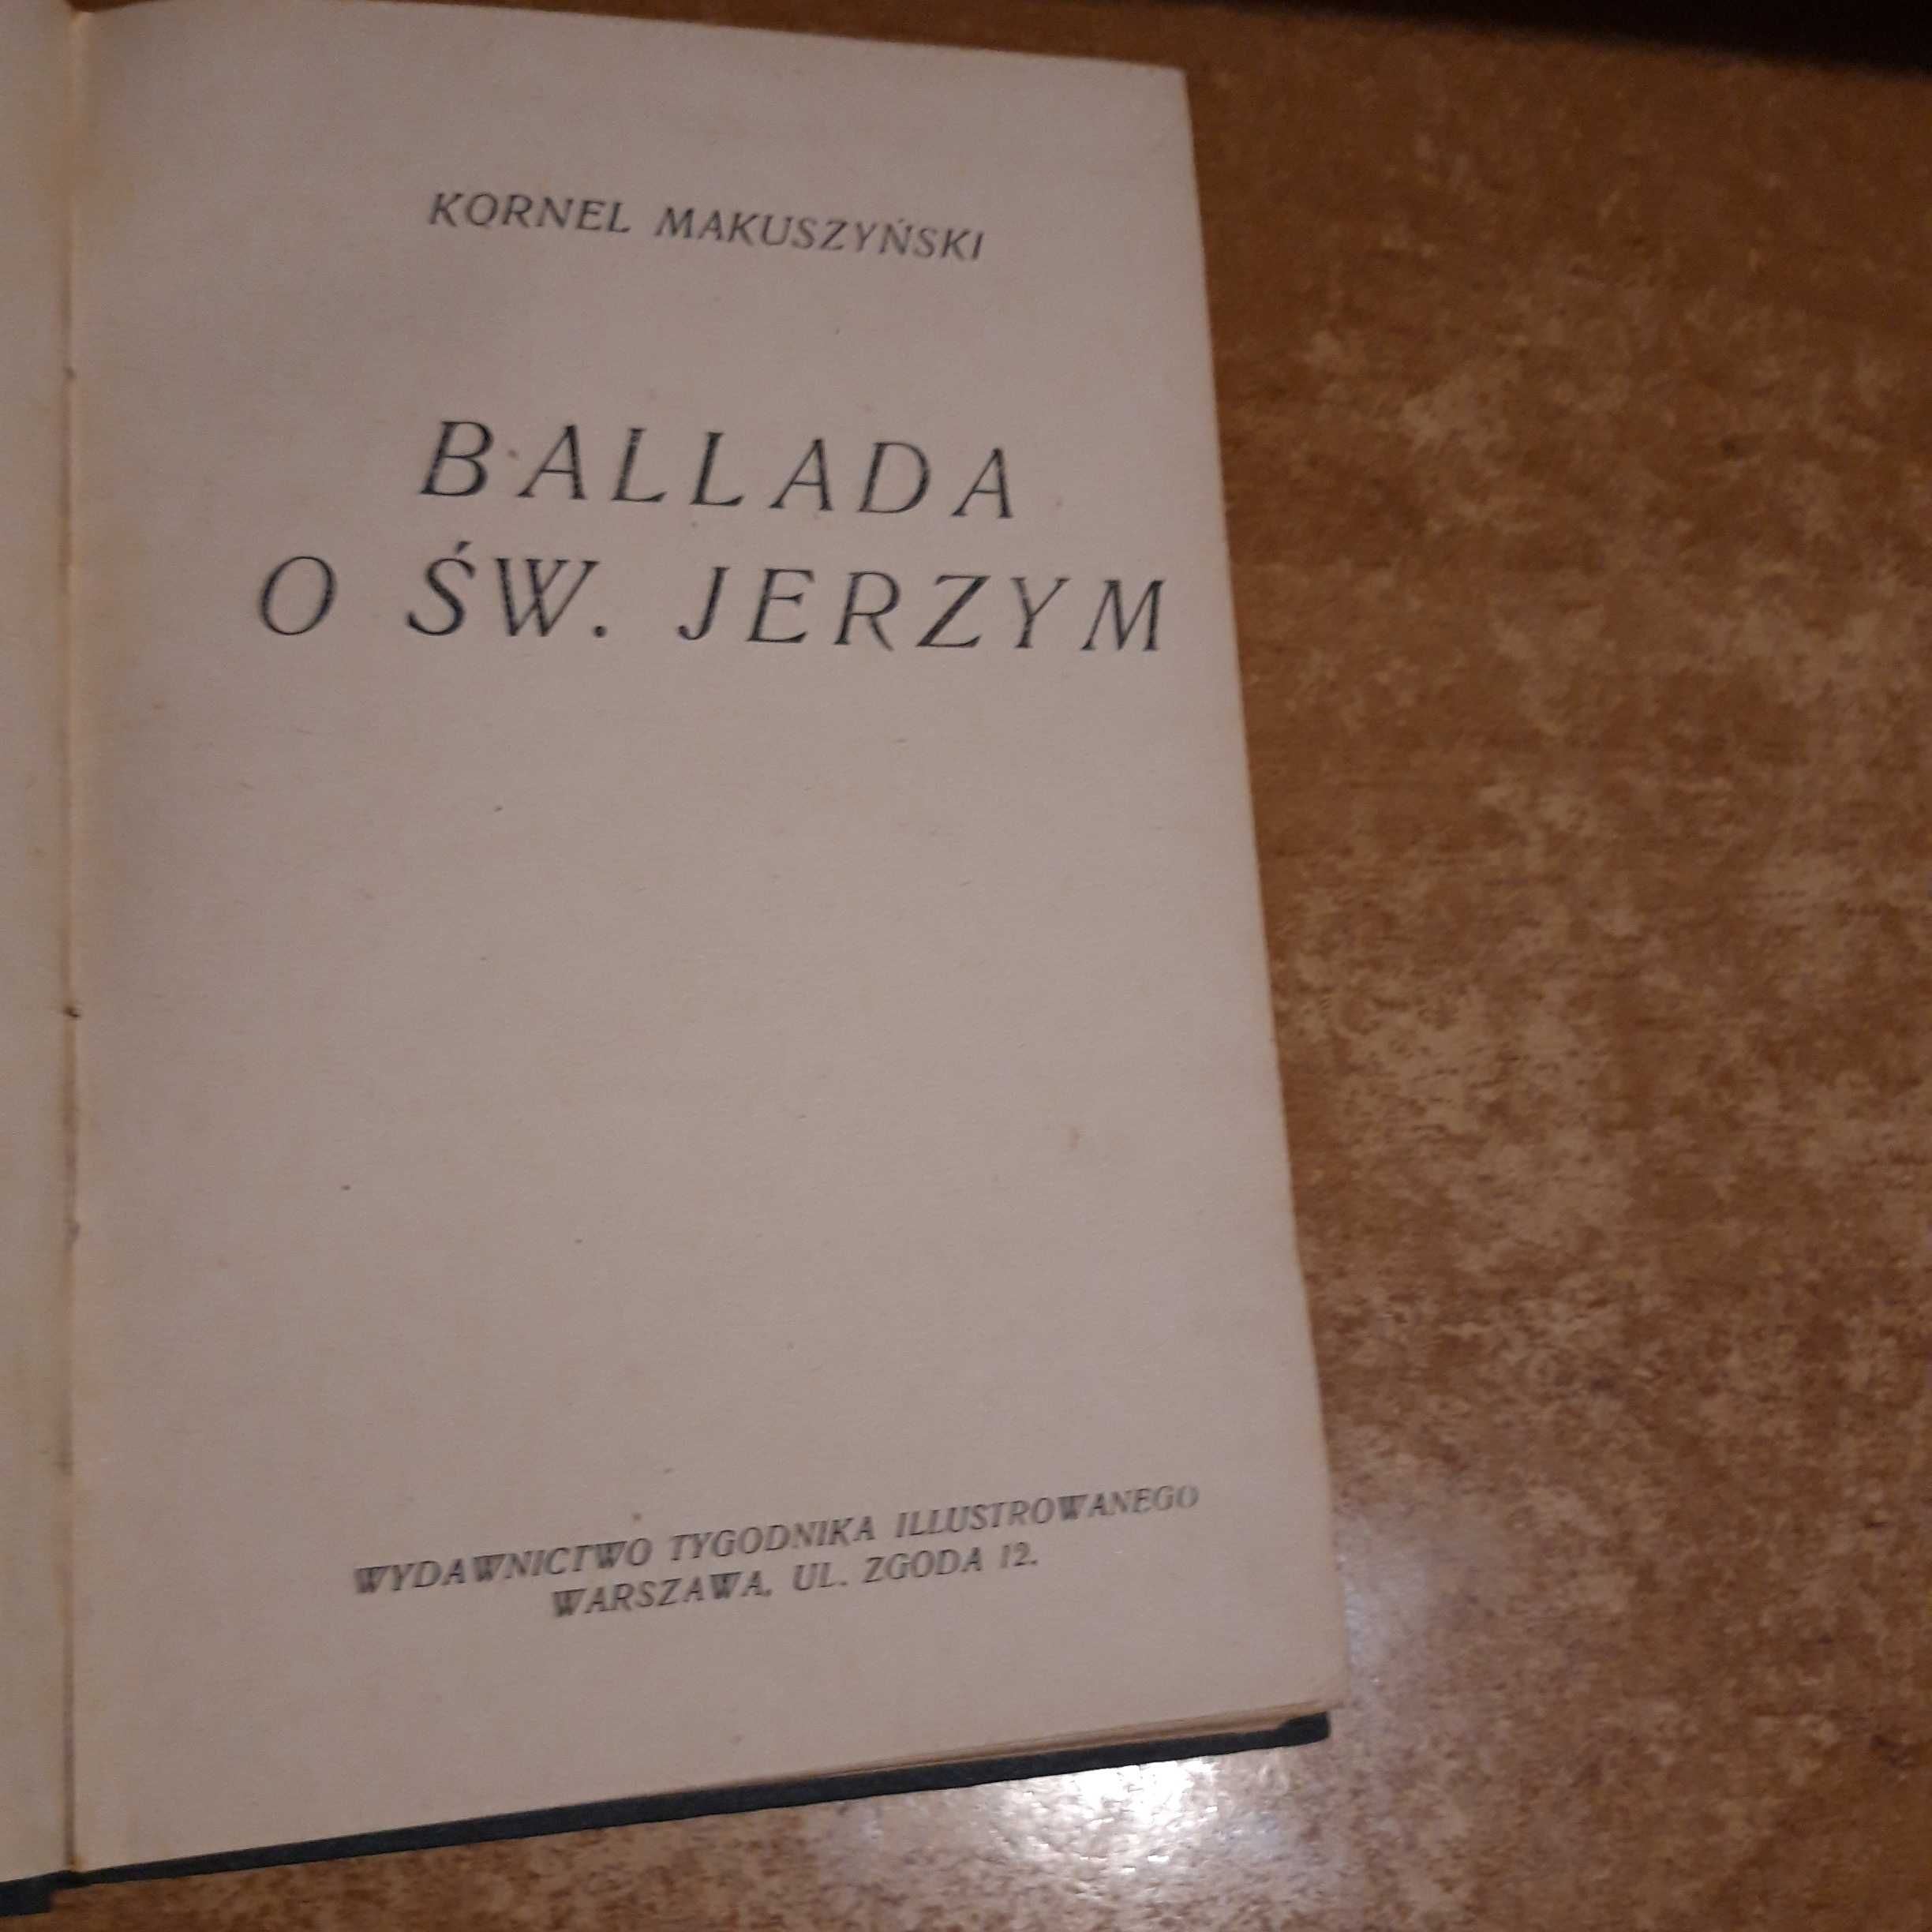 KORNEL MAKUSZYŃSKI
BALLADA
O ŚW. JERZYM
WYDAWNICTWO TYGODNIKA ILLUSTROWANEGO
WARSZAWA, UL. ZGODA 12.